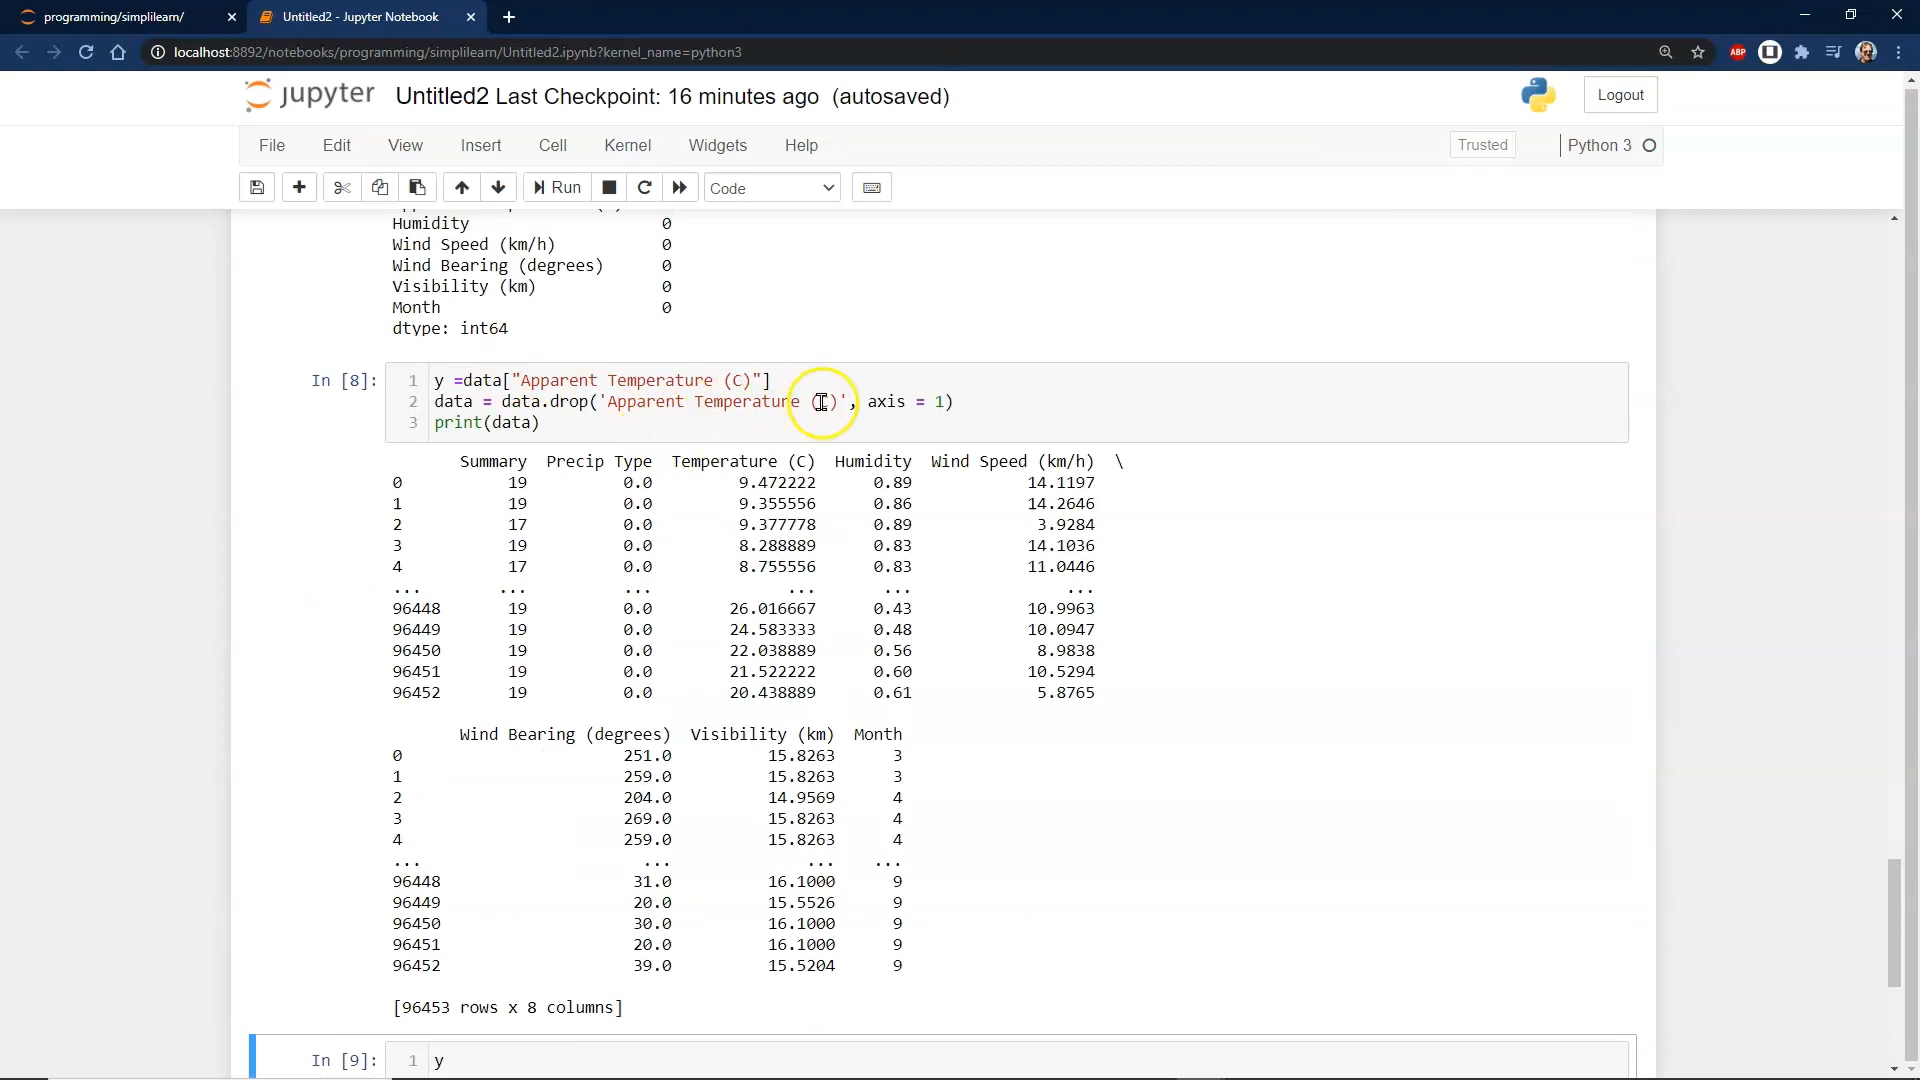 programming/simplilearn/
Untitled2 - Jupyter Notebook
localhost:8892/notebooks/programming/simplilearn/Untitled2.ipynb?kernel_name=python3
ABP
jupyter Untitled2 Last Checkpoint: 16 minutes ago (autosaved)
Logout
File Edit View Insert Cell Kernel Widgets Help
Trusted
Python 3
Run
Code
Humidity 0
Wind Speed (km/h) 0
Wind Bearing (degrees) 0
Visibility (km) 0
Month 0
dtype: int64
In [8]:
1 y =data["Apparent Temperature (C)"]
2 data = data.drop('Apparent Temperature (C)', axis = 1)
3 print(data)
Summary Precip Type Temperature (C) Humidity Wind Speed (km/h) \
0 19 0.0 9.472222 0.89 14.1197
1 19 0.0 9.355556 0.86 14.2646
2 17 0.0 9.377778 0.89 3.9284
3 19 0.0 8.288889 0.83 14.1036
4 17 0.0 8.755556 0.83 11.0446
... ... ... ... ... ...
96448 19 0.0 26.016667 0.43 10.9963
96449 19 0.0 24.583333 0.48 10.0947
96450 19 0.0 22.038889 0.56 8.9838
96451 19 0.0 21.522222 0.60 10.5294
96452 19 0.0 20.438889 0.61 5.8765
Wind Bearing (degrees) Visibility (km) Month
0 251.0 15.8263 3
1 259.0 15.8263 3
2 204.0 14.9569 4
3 269.0 15.8263 4
4 259.0 15.8263 4
... ... ... ...
96448 31.0 16.1000 9
96449 20.0 15.5526 9
96450 30.0 16.1000 9
96451 20.0 16.1000 9
96452 39.0 15.5204 9
[96453 rows x 8 columns]
In [9]:
1 y